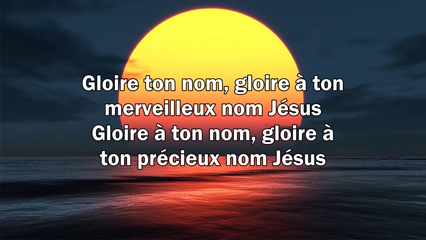 Gloire ton nom, gloire à ton
merveilleux nom Jésus
Gloire à ton nom, gloire à
ton précieux nom Jésus